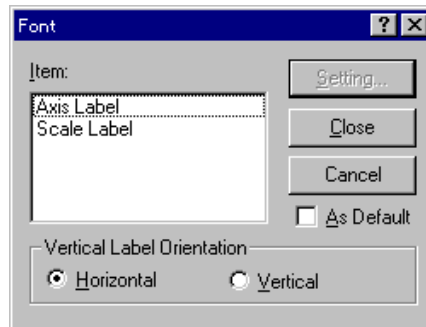 Font
Item:
Axis Label
Scale Label
Setting...
Close
Cancel
As Default
Vertical Label Orientation
Horizontal
Vertical